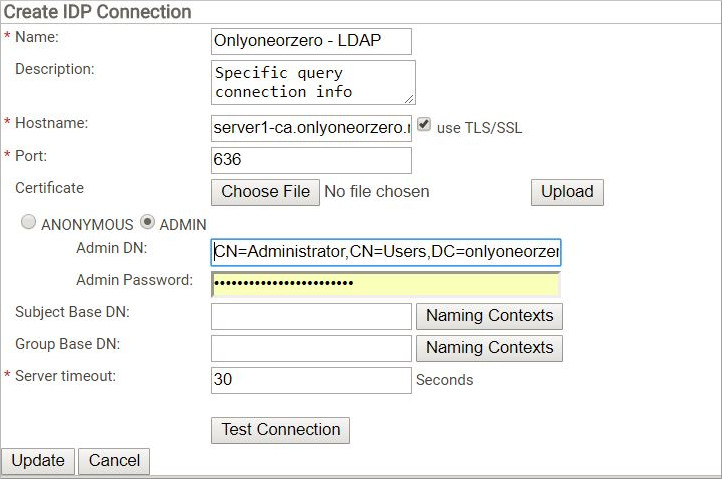 Create IDP Connection
* Name: Onlyoneorzero - LDAP
Description: Specific query
connection info
* Hostname: server1-ca.onlyoneorzero. use TLS/SSL
* Port: 636
Certificate Choose File No file chosen Upload
ANONYMOUS ADMIN
Admin DN: CN=Administrator,CN=Users,DC=onlyoneorzer
Admin Password: ••••••••••••••••••••••••
Subject Base DN: Naming Contexts
Group Base DN: Naming Contexts
* Server timeout: 30 Seconds
Test Connection
Update Cancel